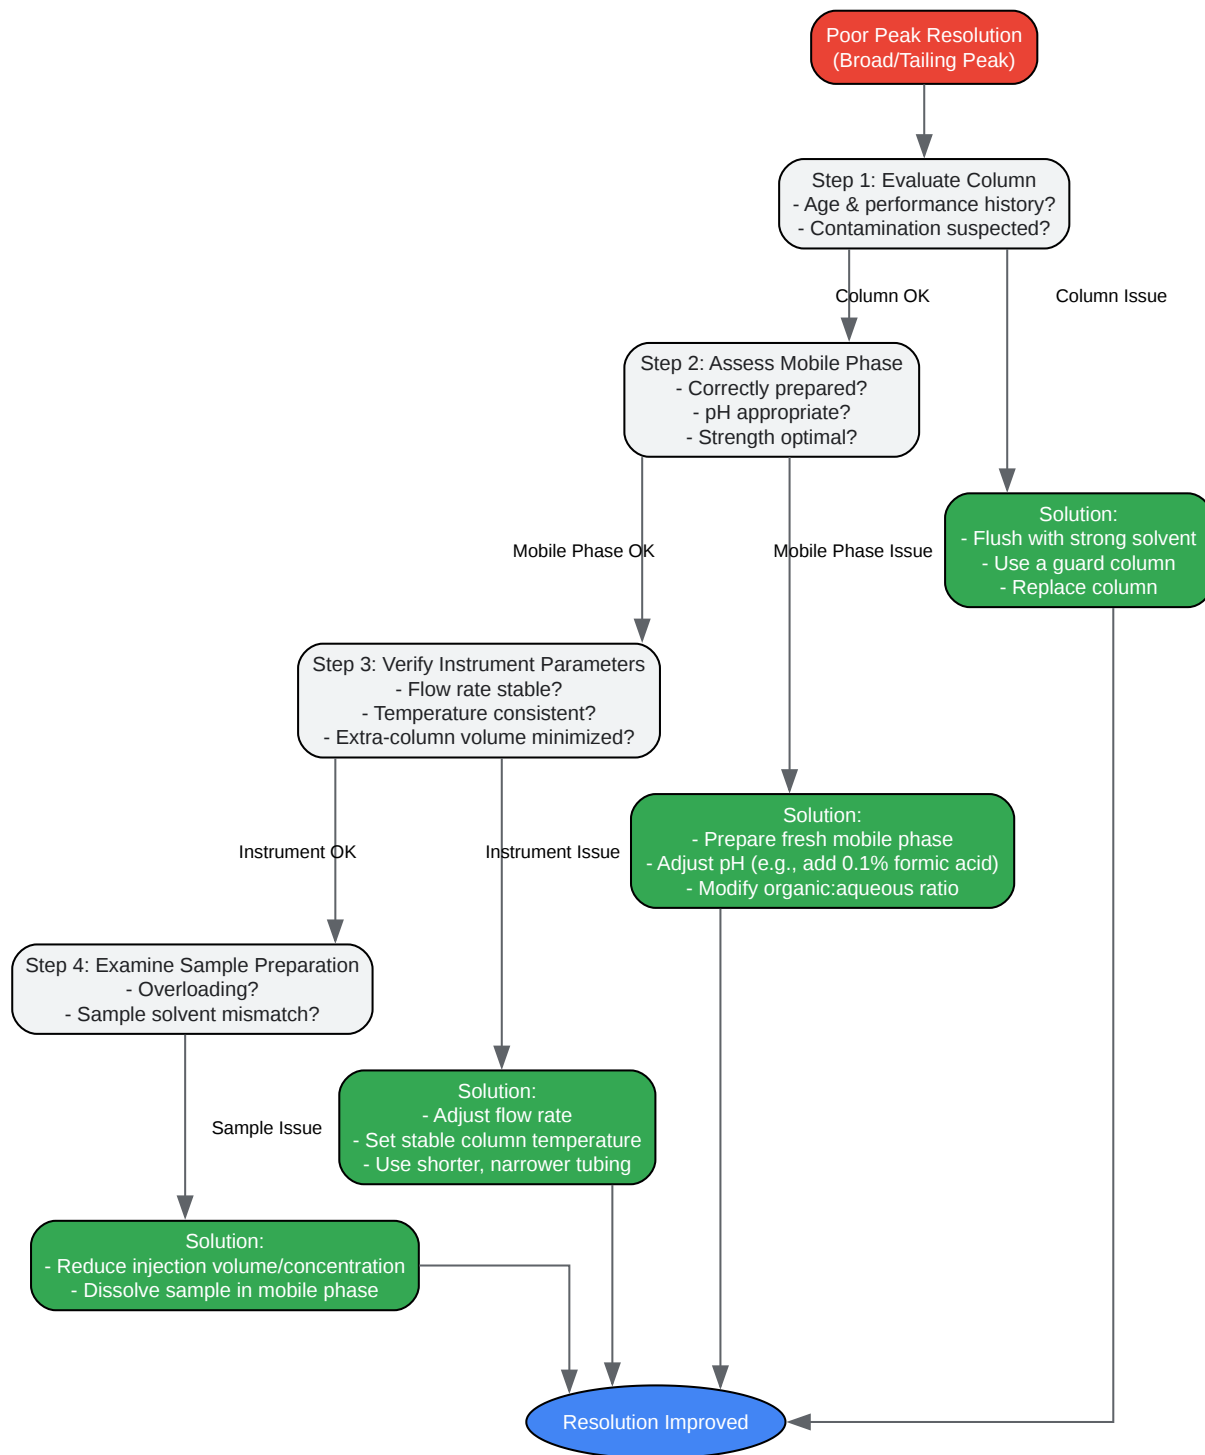 Poor Peak Resolution
(Broad/Tailing Peak)
Step 1: Evaluate Column
- Age & performance history?
- Contamination suspected?
Column OK
Column Issue
Step 2: Assess Mobile Phase
- Correctly prepared?
- pH appropriate?
- Strength optimal?
Solution:
- Flush with strong solvent
- Use a guard column
- Replace column
Mobile Phase OK
Mobile Phase Issue
Step 3: Verify Instrument Parameters
- Flow rate stable?
- Temperature consistent?
- Extra-column volume minimized?
Solution:
- Prepare fresh mobile phase
- Adjust pH (e.g., add 0.1% formic acid)
- Modify organic:aqueous ratio
Instrument OK
Instrument Issue
Step 4: Examine Sample Preparation
- Overloading?
- Sample solvent mismatch?
Solution:
- Adjust flow rate
- Set stable column temperature
- Use shorter, narrower tubing
Sample Issue
Solution:
- Reduce injection volume/concentration
- Dissolve sample in mobile phase
Resolution Improved